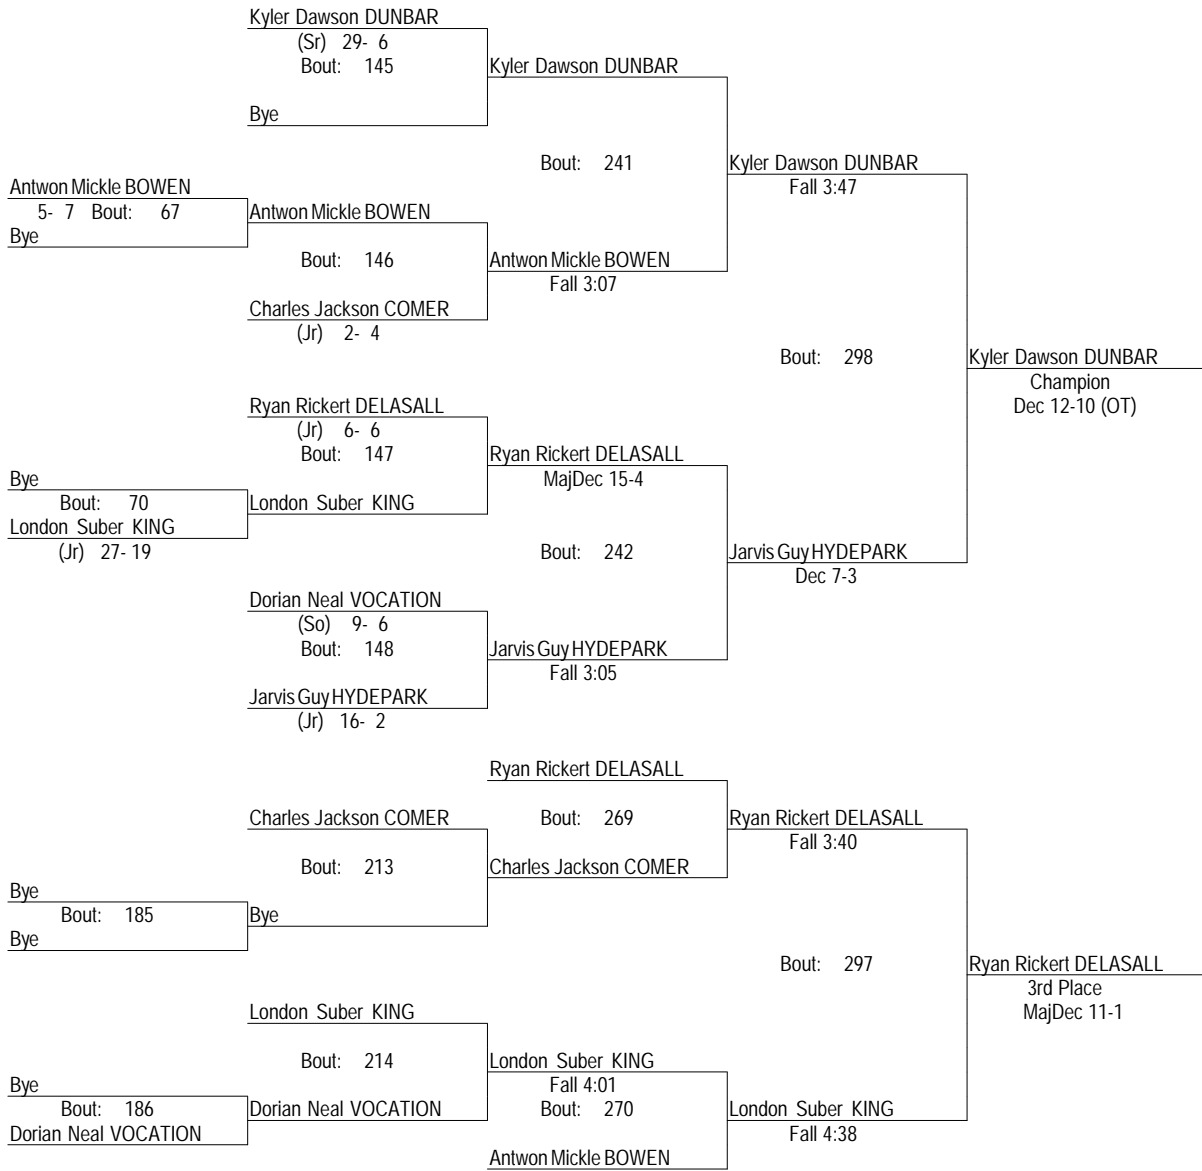 Kyler Dawson DUNBAR
(Sr) 29- 6
Bout: 145
Kyler Dawson DUNBAR
Bye
Bout: 241
Kyler Dawson DUNBAR
Fall 3:47
Antwon Mickle BOWEN
5- 7 Bout: 67
Antwon Mickle BOWEN
Bye
Bout: 146
Antwon Mickle BOWEN
Fall 3:07
Charles Jackson COMER
(Jr) 2- 4
Bout: 298
Kyler Dawson DUNBAR
Champion
Dec 12-10 (OT)
Ryan Rickert DELASALL
(Jr) 6- 6
Bout: 147
Ryan Rickert DELASALL
MajDec 15-4
Bye
Bout: 70
London Suber KING
London Suber KING
(Jr) 27- 19
Bout: 242
Jarvis Guy HYDEPARK
Dec 7-3
Dorian Neal VOCATION
(So) 9- 6
Bout: 148
Jarvis Guy HYDEPARK
Fall 3:05
Jarvis Guy HYDEPARK
(Jr) 16- 2
Ryan Rickert DELASALL
Charles Jackson COMER
Bout: 269
Ryan Rickert DELASALL
Fall 3:40
Bout: 213
Charles Jackson COMER
Bye
Bout: 185
Bye
Bye
Bout: 297
Ryan Rickert DELASALL
3rd Place
MajDec 11-1
London Suber KING
Bout: 214
London Suber KING
Fall 4:01
Bye
Bout: 186
Dorian Neal VOCATION
Bout: 270
London Suber KING
Fall 4:38
Dorian Neal VOCATION
Antwon Mickle BOWEN